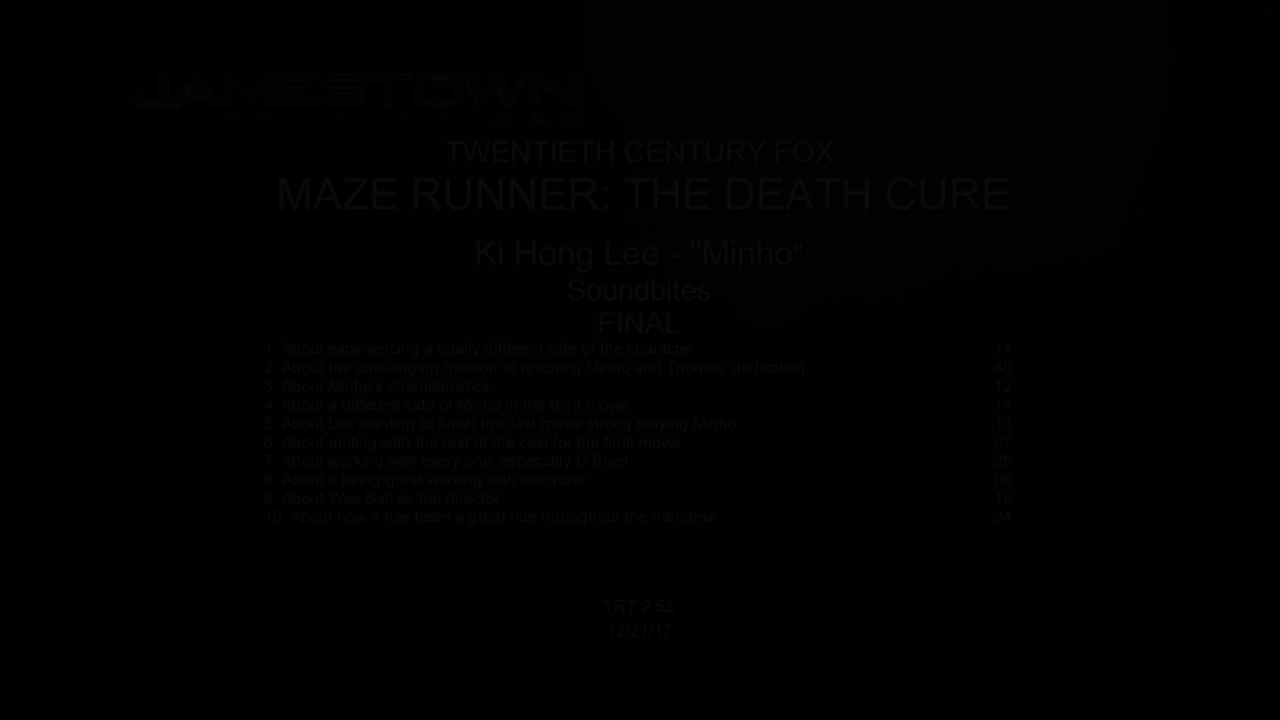 JAMESTOWN
PRODUCTIONS
TWENTIETH CENTURY FOX
MAZE RUNNER: THE DEATH CURE
Ki Hong Lee - "Minho"
Soundbites
FINAL
1. About experiencing a totally different side of the character :11
2. About the challenging mission of rescuing Minho and Thomas' dedication :40
3. About Minho's characteristics :12
4. About a different side of Minho in the third movie :14
5. About Lee wanting to finish this last movie strong playing Minho :13
6. About uniting with the rest of the cast for the final movie :07
7. About working with every one, especially O'Brien :26
8. About it being great working with everyone :06
9. About Wes Ball as the director :16
10. About how it has been a great ride throughout the franchise :24
TRT 2:53
12/21/17